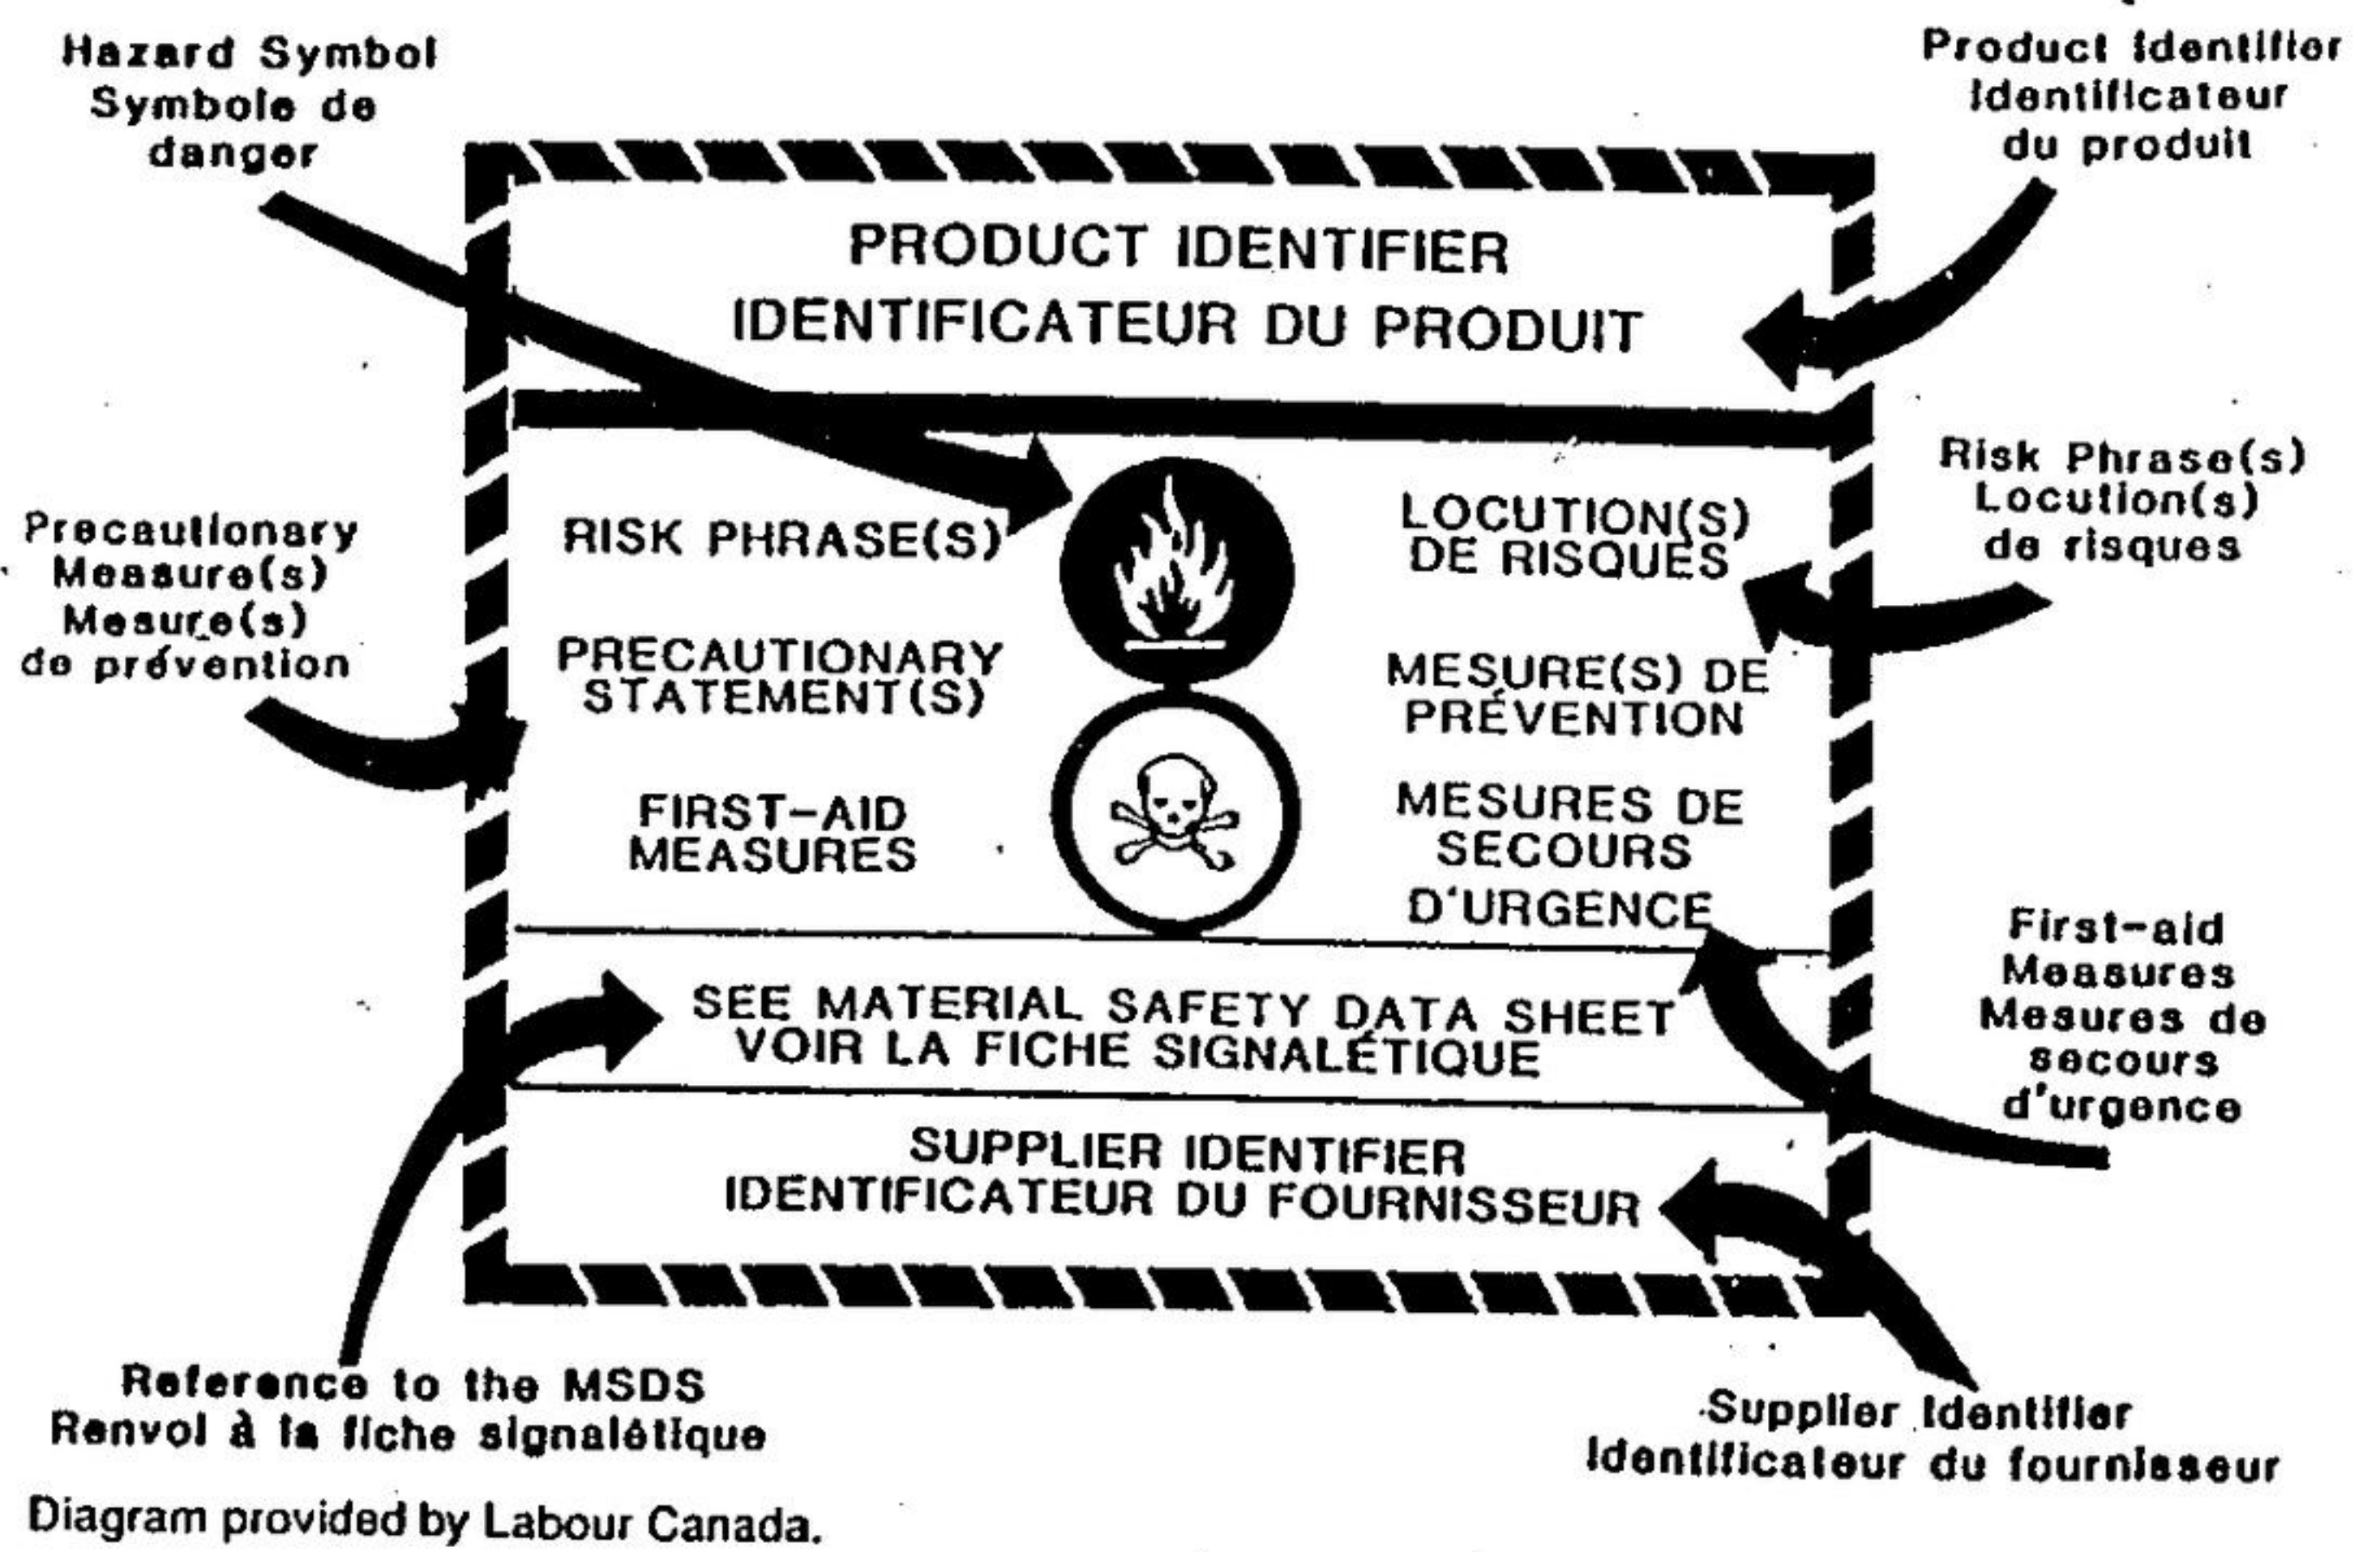 Hazard Symbol
Symbole de
danger
Product Identifier
Identificateur
du produit
PRODUCT IDENTIFIER
IDENTIFICATEUR DU PRODUIT
Precautionary
Measure(s)
Mesure(s)
de prévention
RISK PHRASE(S)
PRECAUTIONARY
STATEMENT(S)
FIRST-AID
MEASURES
LOCUTION(S)
DE RISQUES
MESURE(S) DE
PRÉVENTION
MESURES DE
SECOURS
D'URGENCE
Risk Phrase(s)
Locution(s)
de risques
First-aid
Measures
Mesures de
secours
d'urgence
SEE MATERIAL SAFETY DATA SHEET
VOIR LA FICHE SIGNALÉTIQUE
SUPPLIER IDENTIFIER
IDENTIFICATEUR DU FOURNISSEUR
Reference to the MSDS
Renvoi à la fiche signalétique
Supplier Identifier
Identificateur du fournisseur
Diagram provided by Labour Canada.